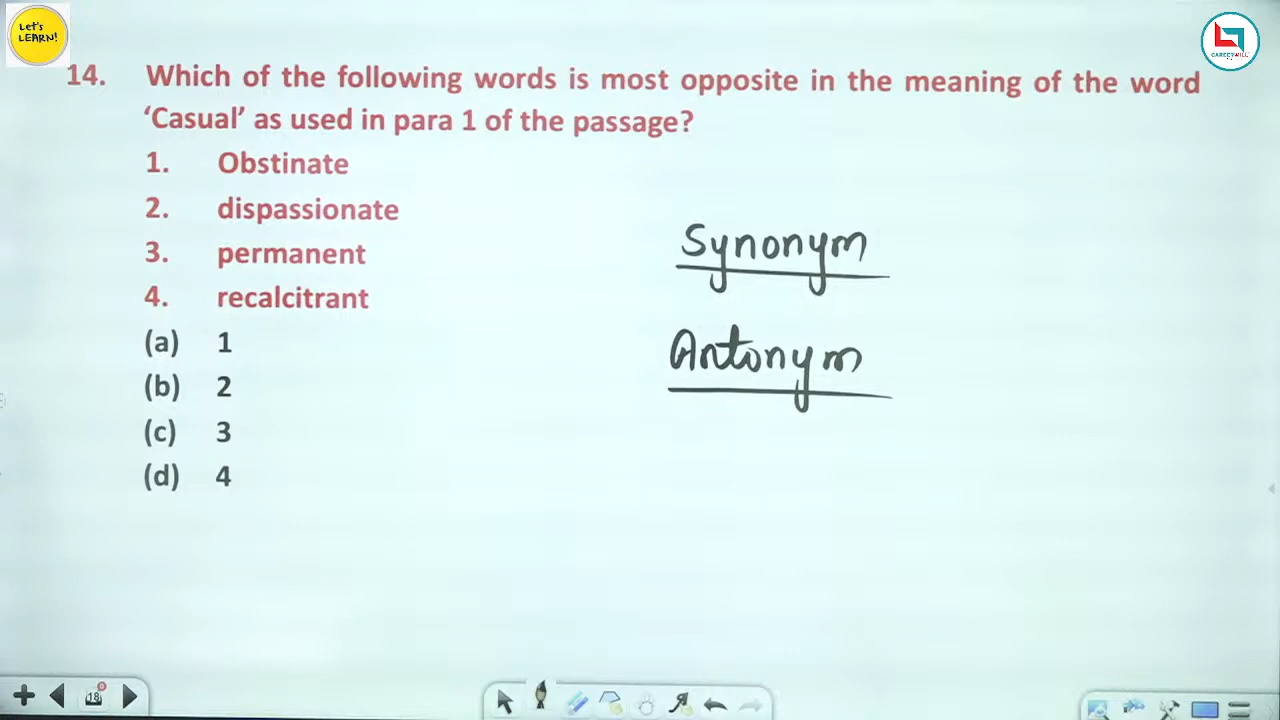 Let's
LEARN!
CAREERWILL
14. Which of the following words is most opposite in the meaning of the word
‘Casual’ as used in para 1 of the passage?
1. Obstinate
2. dispassionate
3. permanent
4. recalcitrant
(a) 1
(b) 2
(c) 3
(d) 4
Synonym
Antonym
18